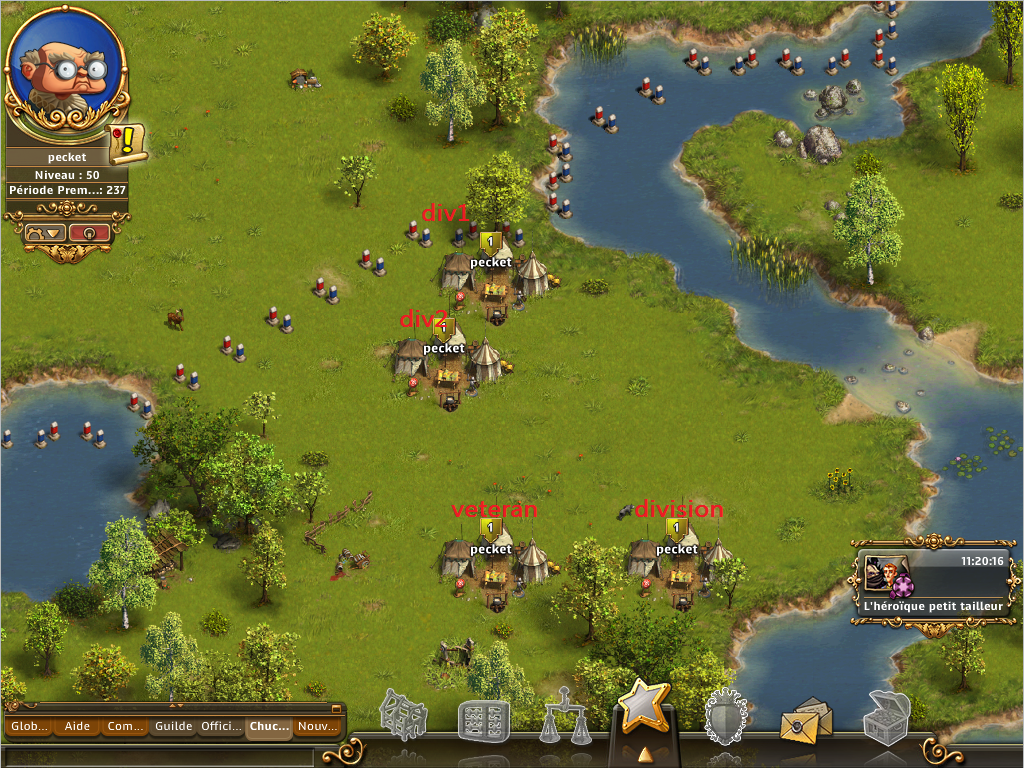 pecket
Niveau : 50
Période Prem...: 237
div1
1
pecket
div2
1
pecket
veteran
1
pecket
division
1
pecket
11:20:16
L'héroïque petit tailleur
Glob... Aide Com... Guilde Offici... Chuc... Nouv...